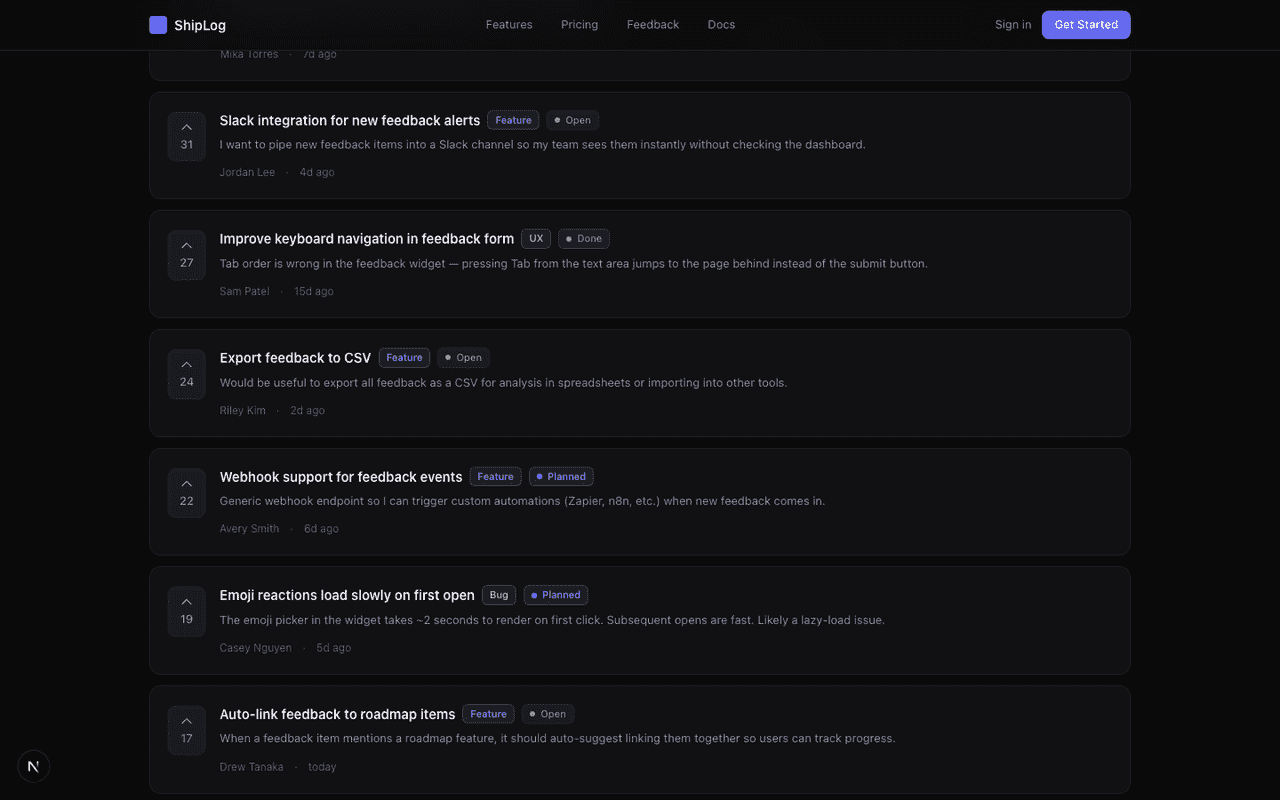 ShipLog
Features
Pricing
Feedback
Docs
Sign in
Get Started
Mika Torres · 7d ago
31
Slack integration for new feedback alerts Feature Open
I want to pipe new feedback items into a Slack channel so my team sees them instantly without checking the dashboard.
Jordan Lee · 4d ago
27
Improve keyboard navigation in feedback form UX Done
Tab order is wrong in the feedback widget — pressing Tab from the text area jumps to the page behind instead of the submit button.
Sam Patel · 15d ago
24
Export feedback to CSV Feature Open
Would be useful to export all feedback as a CSV for analysis in spreadsheets or importing into other tools.
Riley Kim · 2d ago
22
Webhook support for feedback events Feature Planned
Generic webhook endpoint so I can trigger custom automations (Zapier, n8n, etc.) when new feedback comes in.
Avery Smith · 6d ago
19
Emoji reactions load slowly on first open Bug Planned
The emoji picker in the widget takes ~2 seconds to render on first click. Subsequent opens are fast. Likely a lazy-load issue.
Casey Nguyen · 5d ago
17
Auto-link feedback to roadmap items Feature Open
When a feedback item mentions a roadmap feature, it should auto-suggest linking them together so users can track progress.
Drew Tanaka · today
N